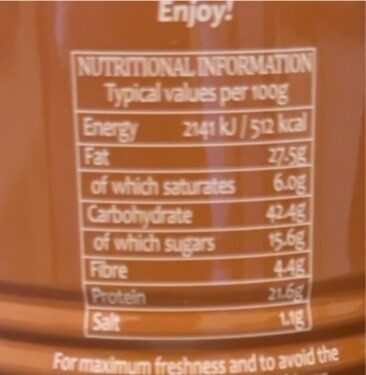 Enjoy!
NUTRITIONAL INFORMATION
Typical values per 100g
Energy 2141 kJ / 512 kcal
Fat 27.5g
of which saturates 6.0g
Carbohydrate 42.4g
of which sugars 15.6g
Fibre 4.4g
Protein 21.6g
Salt 1.1g
For maximum freshness and to avoid the